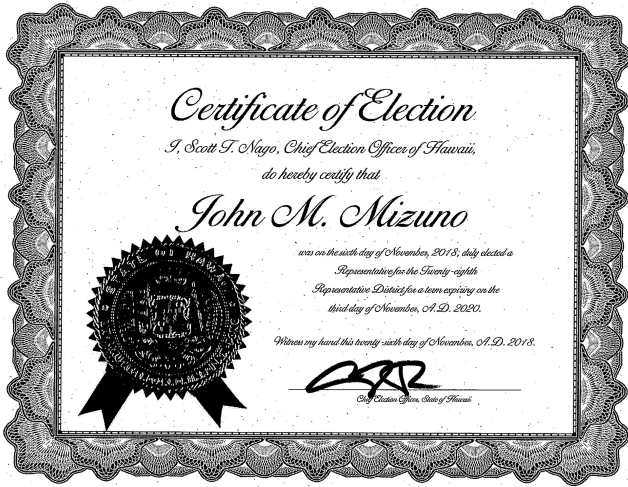 Certificate of Election
I, Scott T. Nago, Chief Election Officer of Hawaii,
do hereby certify that
John M. Mizuno
was on the sixth day of November, 2018; duly elected a
Representative for the Twenty-eighth
Representative District for a term expiring on the
third day of November, A.D. 2020.
Witness my hand this twenty-sixth day of November, A.D. 2018.
Chief Election Officer, State of Hawaii
STATE OF HAWAII